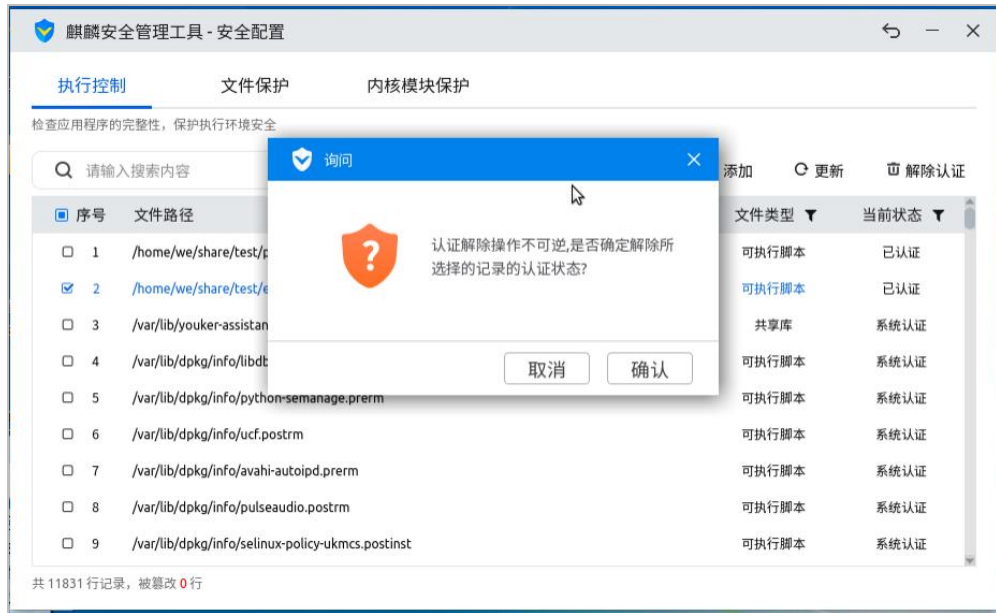 麒麟安全管理工具 - 安全配置
执行控制 文件保护 内核模块保护
检查应用程序的完整性，保护执行环境安全
请输入搜索内容 添加 更新 解除认证
询问
认证解除操作不可逆,是否确定解除所
选择的记录的认证状态?
取消 确认
序号 文件路径 文件类型 当前状态
1 /home/we/share/test/p 可执行脚本 已认证
2 /home/we/share/test/e 可执行脚本 已认证
3 /var/lib/youker-assistan 共享库 系统认证
4 /var/lib/dpkg/info/libdb 可执行脚本 系统认证
5 /var/lib/dpkg/info/python-semanage.prerm 可执行脚本 系统认证
6 /var/lib/dpkg/info/ucf.postrm 可执行脚本 系统认证
7 /var/lib/dpkg/info/avahi-autoipd.prerm 可执行脚本 系统认证
8 /var/lib/dpkg/info/pulseaudio.postrm 可执行脚本 系统认证
9 /var/lib/dpkg/info/selinux-policy-ukmcs.postinst 可执行脚本 系统认证
共 11831 行记录，被篡改 0 行